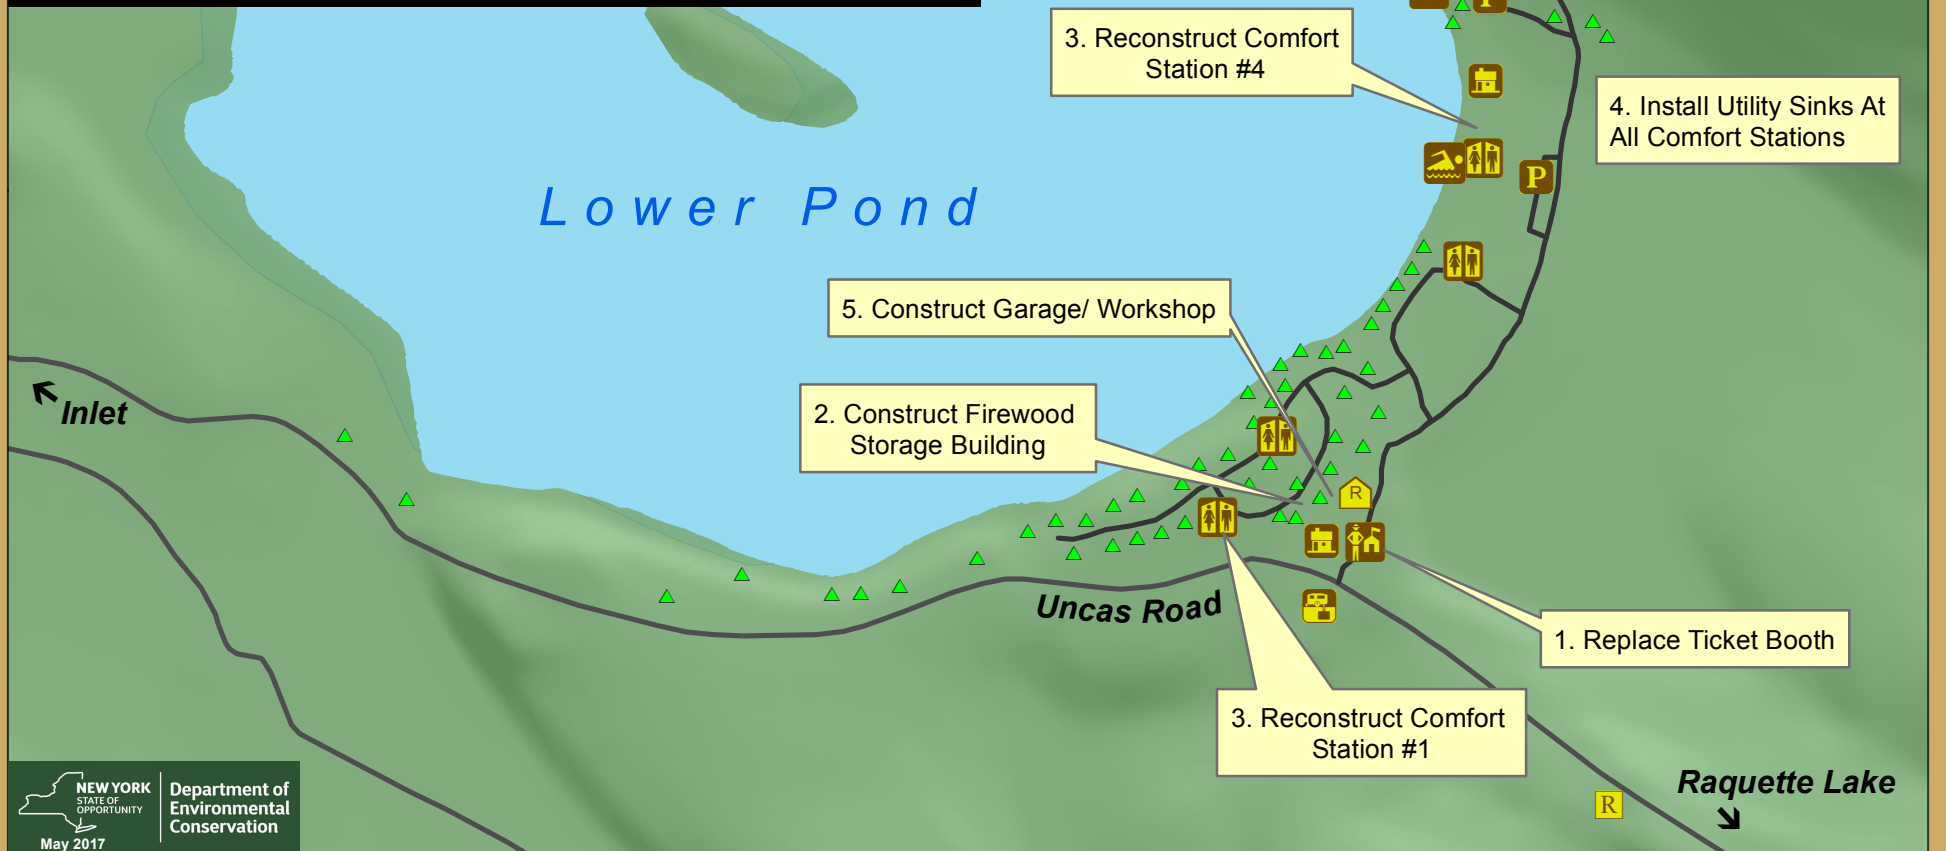 3. Reconstruct Comfort
Station #4
4. Install Utility Sinks At
All Comfort Stations
P
Lower Pond
5. Construct Garage/ Workshop
Inlet
2. Construct Firewood
Storage Building
R
Uncas Road
1. Replace Ticket Booth
3. Reconstruct Comfort
Station #1
Raquette Lake
R
NEW YORK
STATE OF
OPPORTUNITY
Department of
Environmental
Conservation
May 2017